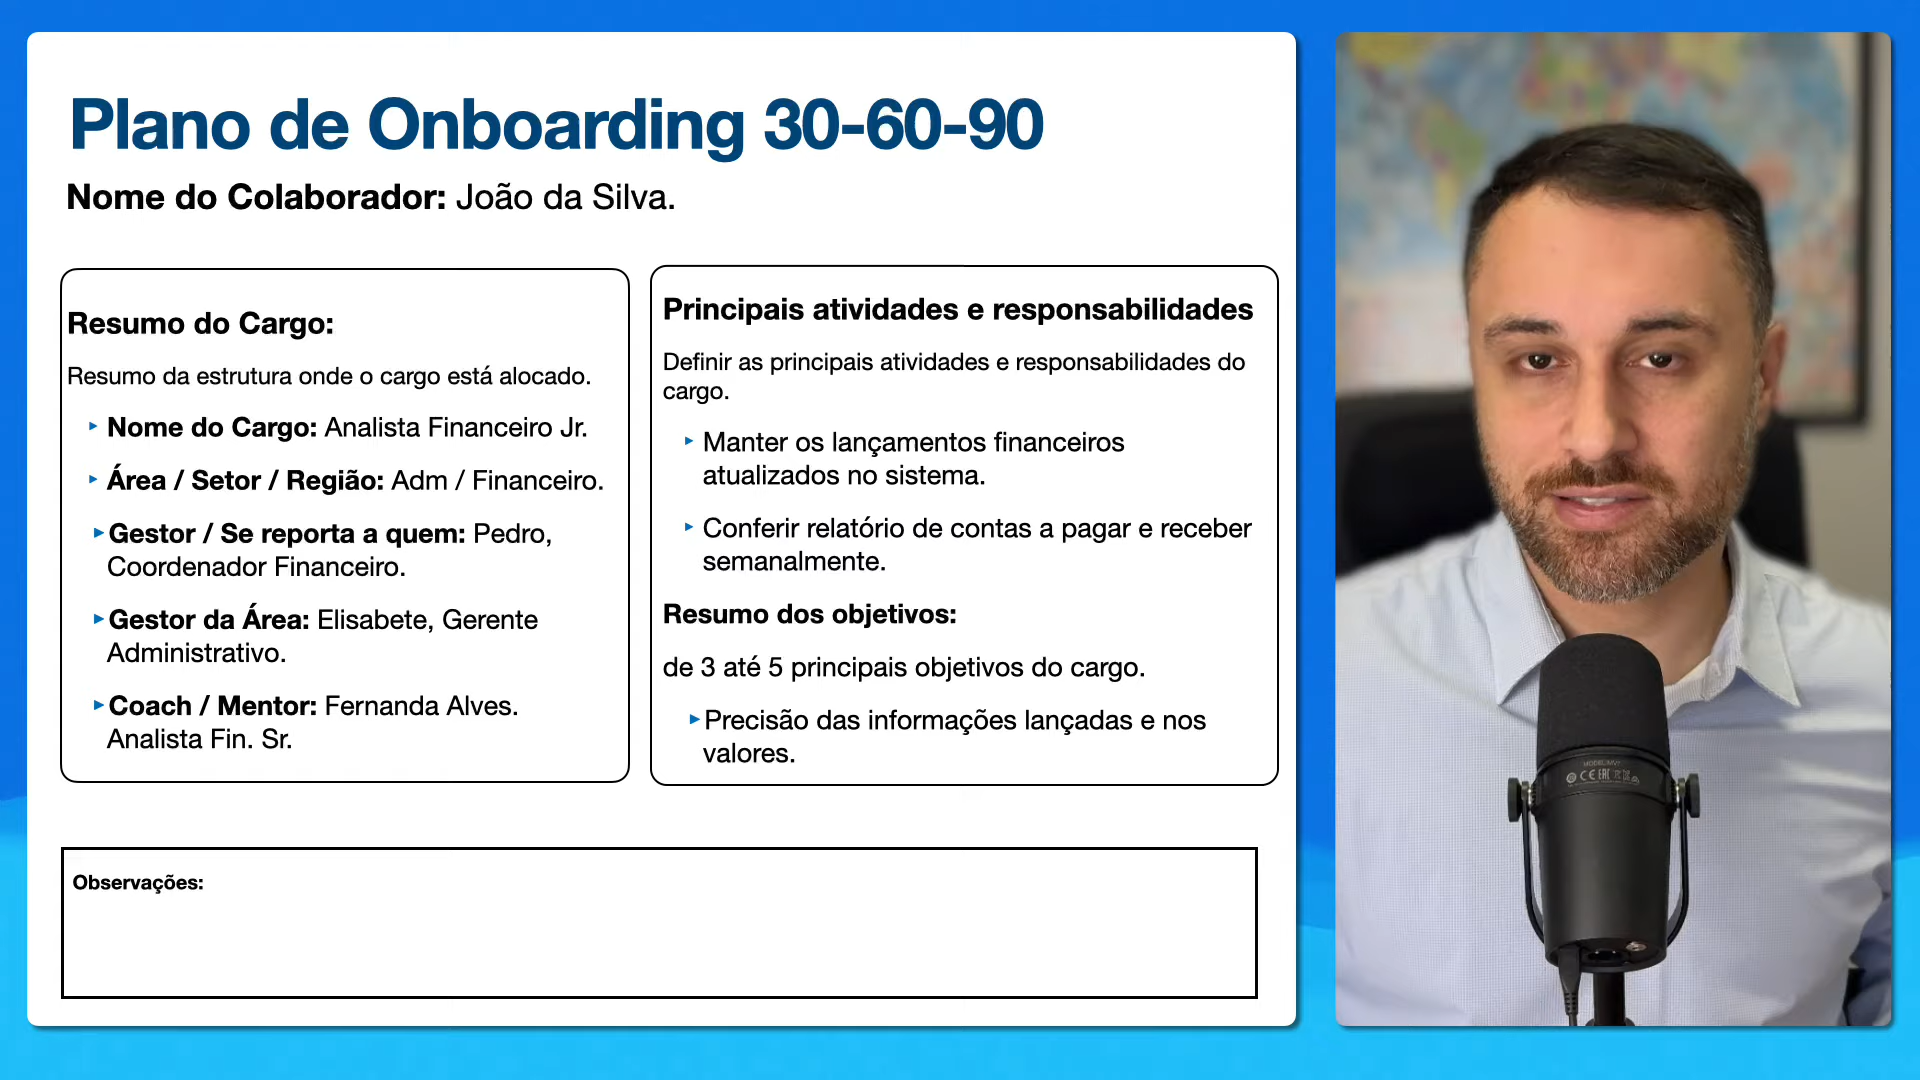 Plano de Onboarding 30-60-90
Nome do Colaborador: João da Silva.
Resumo do Cargo:
Resumo da estrutura onde o cargo está alocado.
Nome do Cargo: Analista Financeiro Jr.
Área / Setor / Região: Adm / Financeiro.
Gestor / Se reporta a quem: Pedro,
Coordenador Financeiro.
Gestor da Área: Elisabete, Gerente
Administrativo.
Coach / Mentor: Fernanda Alves.
Analista Fin. Sr.
Principais atividades e responsabilidades
Definir as principais atividades e responsabilidades do
cargo.
Manter os lançamentos financeiros
atualizados no sistema.
Conferir relatório de contas a pagar e receber
semanalmente.
Resumo dos objetivos:
de 3 até 5 principais objetivos do cargo.
Precisão das informações lançadas e nos
valores.
Observações: